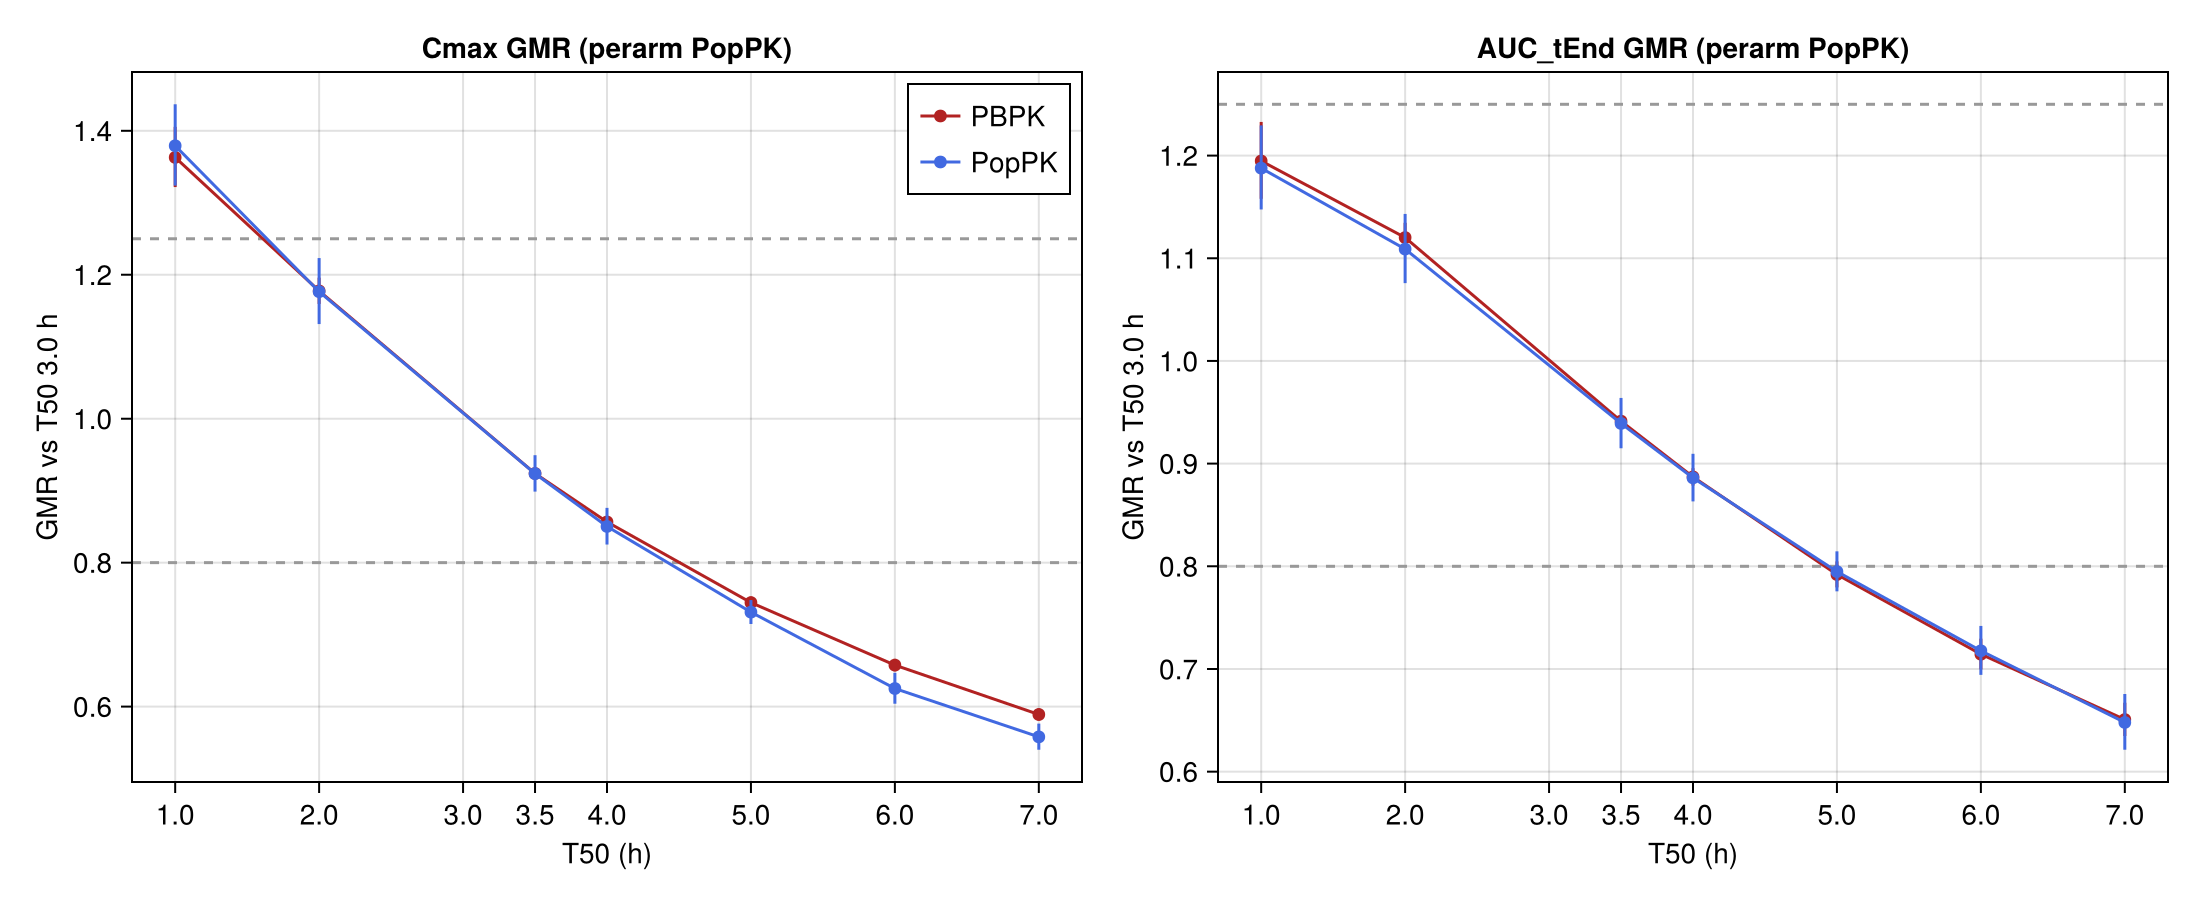 Cmax GMR (perarm PopPK)
GMR vs T50 3.0 h
1.4
1.2
1.0
0.8
0.6
PBPK
PopPK
1.0 2.0 3.0 3.5 4.0 5.0 6.0 7.0
T50 (h)
AUC_tEnd GMR (perarm PopPK)
GMR vs T50 3.0 h
1.2
1.1
1.0
0.9
0.8
0.7
0.6
1.0 2.0 3.0 3.5 4.0 5.0 6.0 7.0
T50 (h)